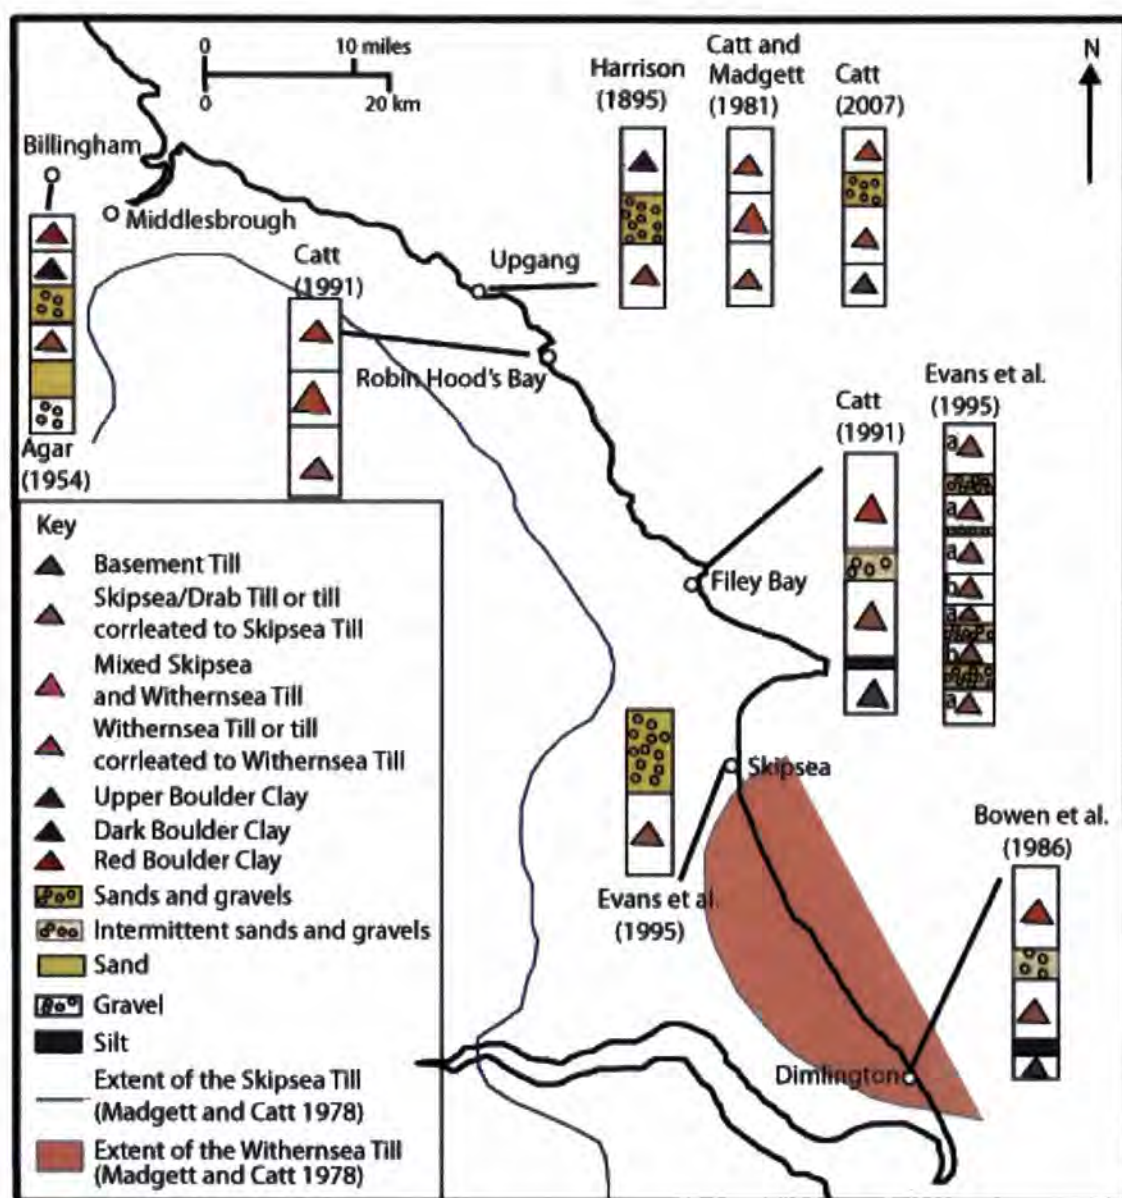 0 10 miles
0 20 km
N
Harrison
(1895)
Catt and
Madgett
(1981)
Catt
(2007)
Billingham
Middlesbrough
Catt
(1991)
Upgang
Robin Hood's Bay
Agar
(1954)
Catt
(1991)
Evans et al.
(1995)
a
a
a
b
a
b
a
Filey Bay
Skipsea
Evans et al.
(1995)
Bowen et al.
(1986)
Dimlington
Key
Basement Till
Skipsea/Drab Till or till
corrleated to Skipsea Till
Mixed Skipsea
and Withernsea Till
Withernsea Till or till
corrleated to Withernsea Till
Upper Boulder Clay
Dark Boulder Clay
Red Boulder Clay
Sands and gravels
Intermittent sands and gravels
Sand
Gravel
Silt
Extent of the Skipsea Till
(Madgett and Catt 1978)
Extent of the Withernsea Till
(Madgett and Catt 1978)